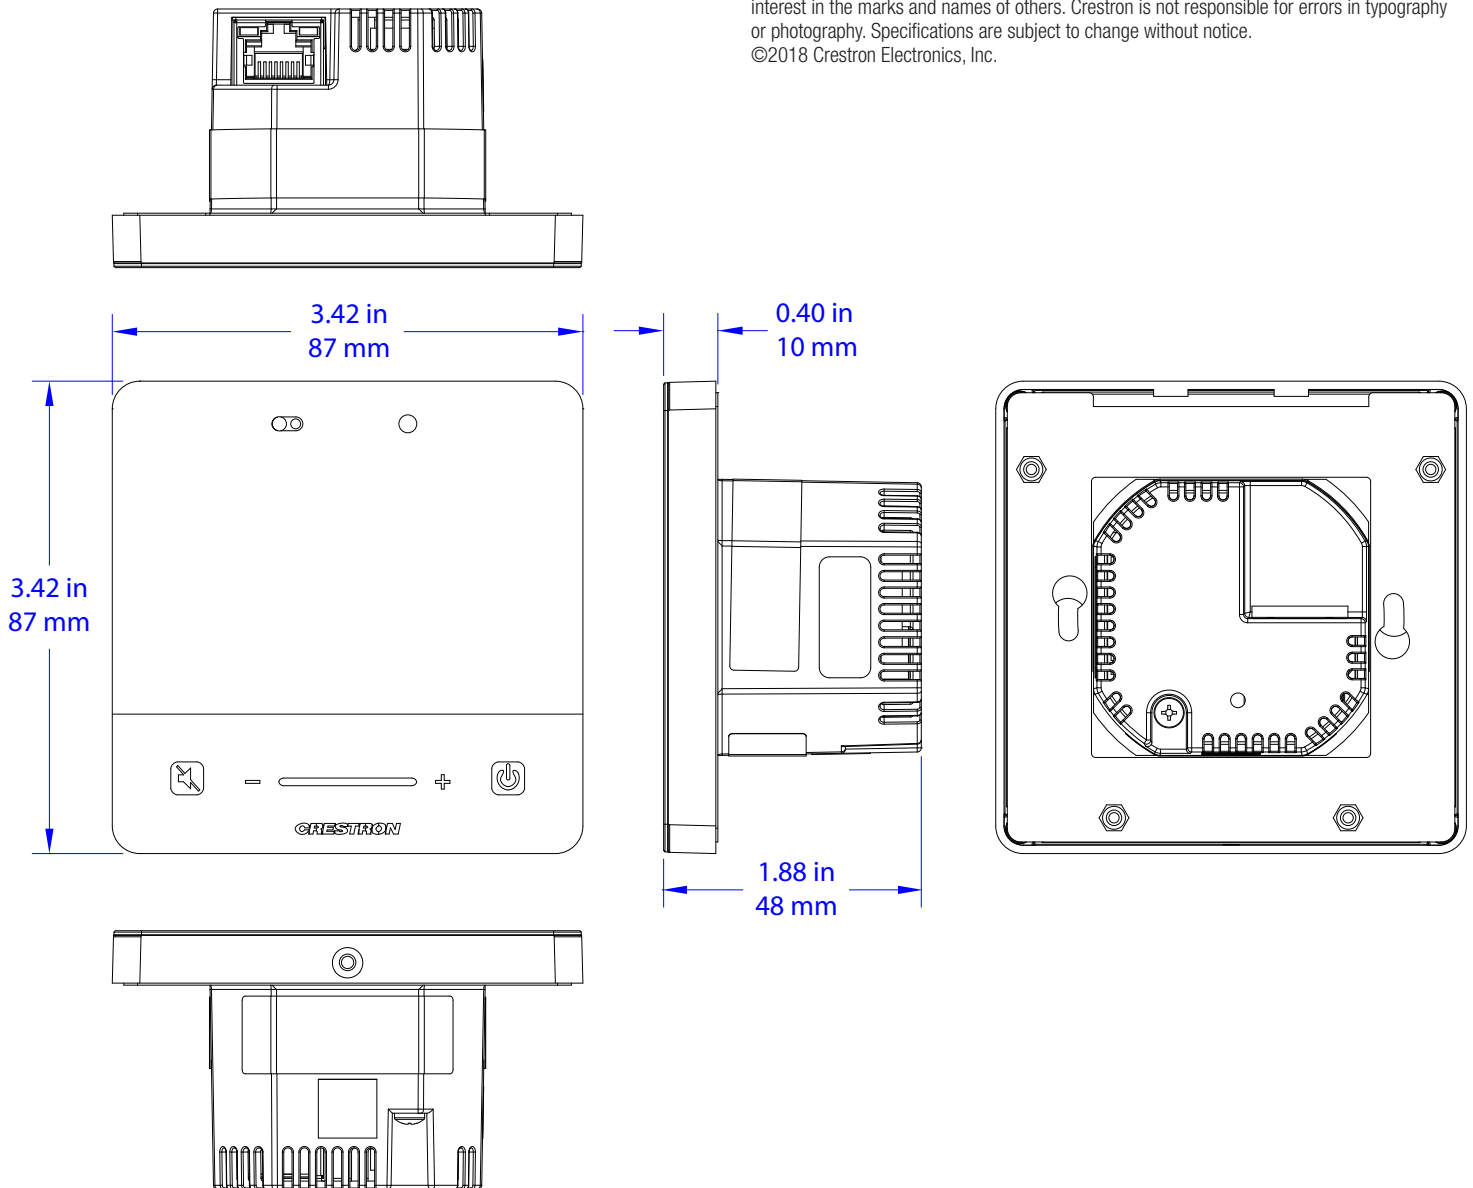 interest in the marks and names of others. Crestron is not responsible for errors in typography
or photography. Specifications are subject to change without notice.
©2018 Crestron Electronics, Inc.
3.42 in
87 mm
0.40 in
10 mm
3.42 in
87 mm
CRESTRON
1.88 in
48 mm